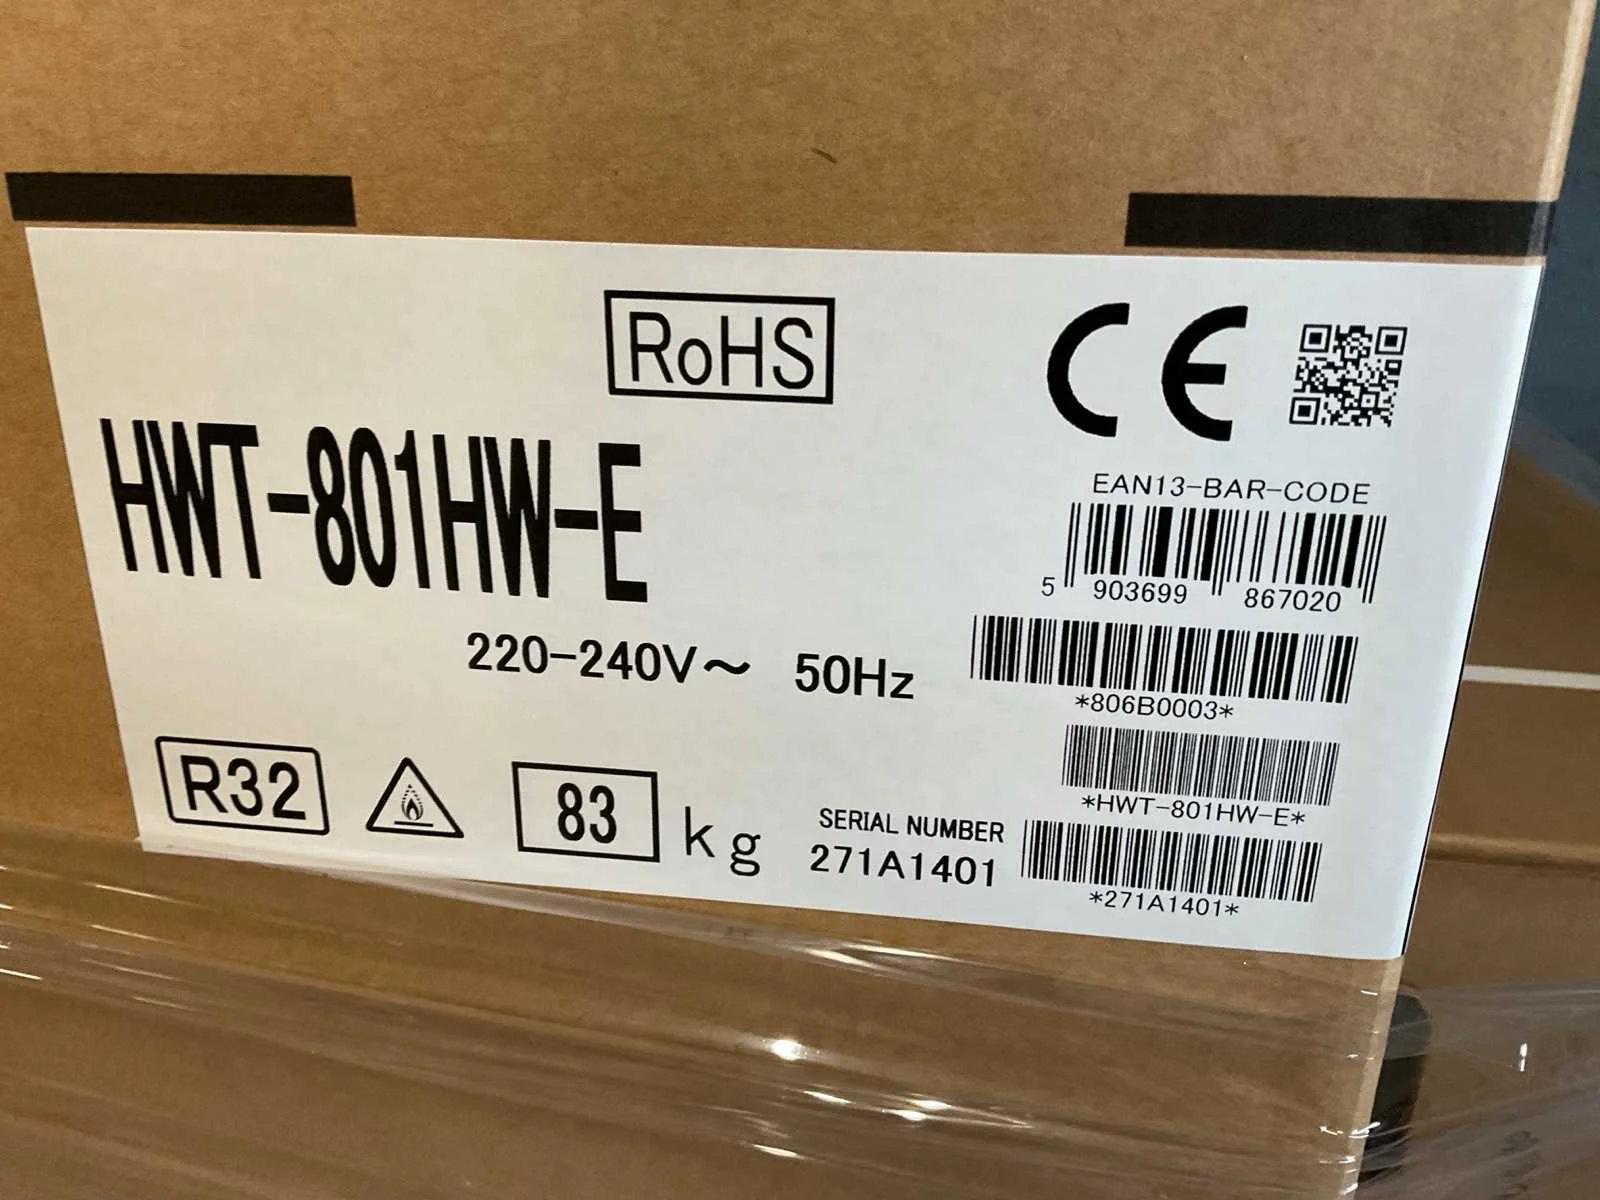 RoHS
CE
HWT-801HW-E
EAN13-BAR-CODE
5 903699 867020
220-240V～ 50Hz
*806B0003*
*HWT-801HW-E*
R32
83 kg
SERIAL NUMBER
271A1401
*271A1401*